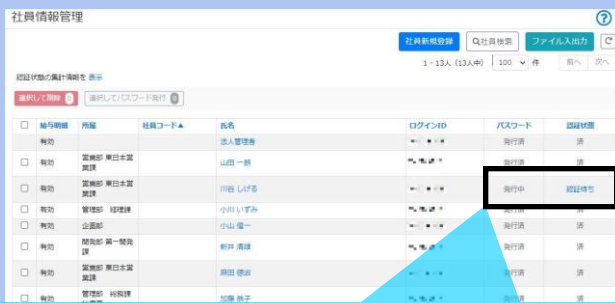 社員情報管理
?
社員新規登録 社員検索 ファイル入出力
1 - 13人 (13人中) 100 件 前へ 次へ
認証状態の集計情報を 表示
選択して削除 0 選択してパスワード発行 0
給与明細 所属 社員コード▲ 氏名 ログインID パスワード 認証状態
有効 法人管理者 発行済 済
有効 営業部 東日本営業課 山田 一朗 発行済 済
有効 営業部 東日本営業課 川谷 しげる 発行中 認証待ち
有効 管理部 経理課 小川 いずみ 発行済 済
有効 企画部 小山 優一 発行済 済
有効 開発部 第一開発課 新井 清雄 発行済 済
有効 営業部 東日本営業課 発行済 済
有効 管理部 総務課 加藤 恭子 発行済 済